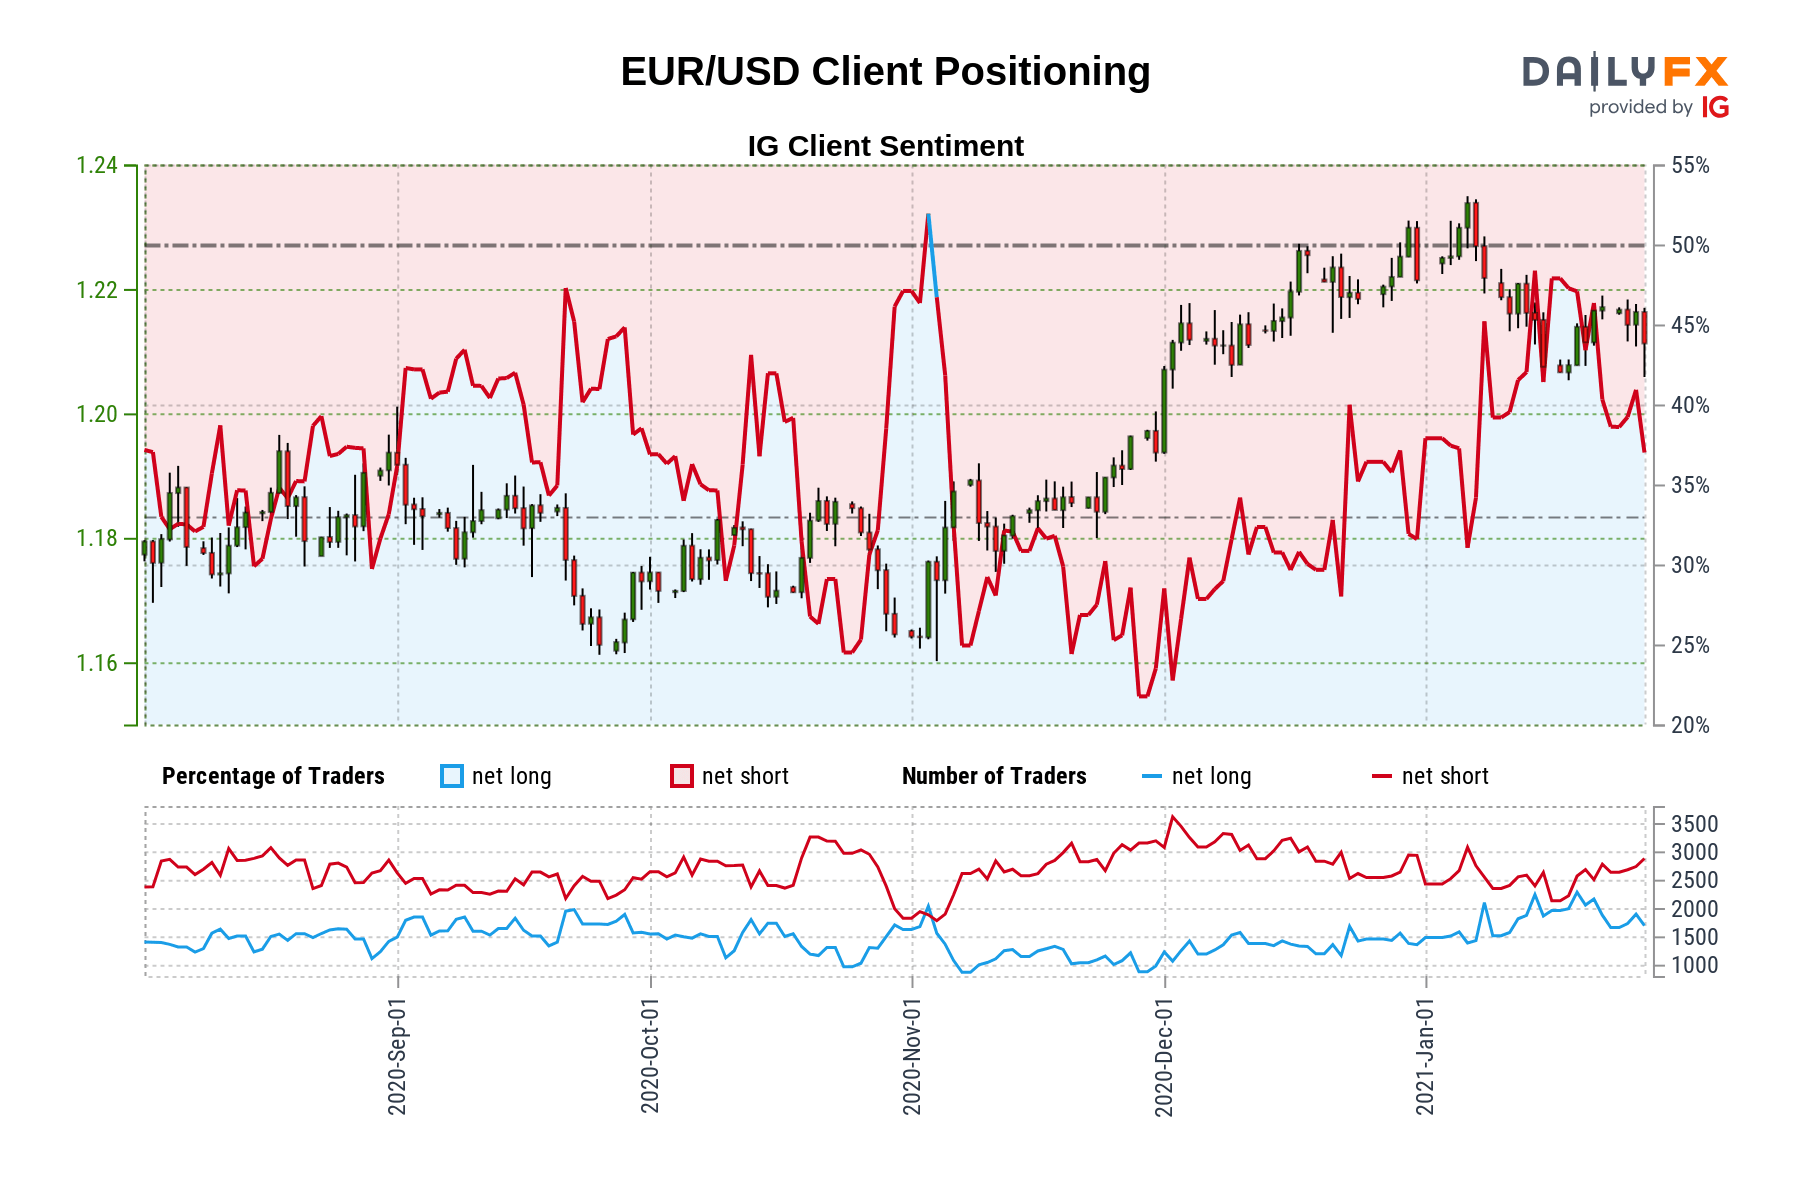 EUR/USD Client Positioning
DAILYFX
provided by IG
IG Client Sentiment
1.24
1.22
1.20
1.18
1.16
55%
50%
45%
40%
35%
30%
25%
20%
Percentage of Traders net long net short Number of Traders net long net short
3500
3000
2500
2000
1500
1000
2020-Sep-01
2020-Oct-01
2020-Nov-01
2020-Dec-01
2021-Jan-01